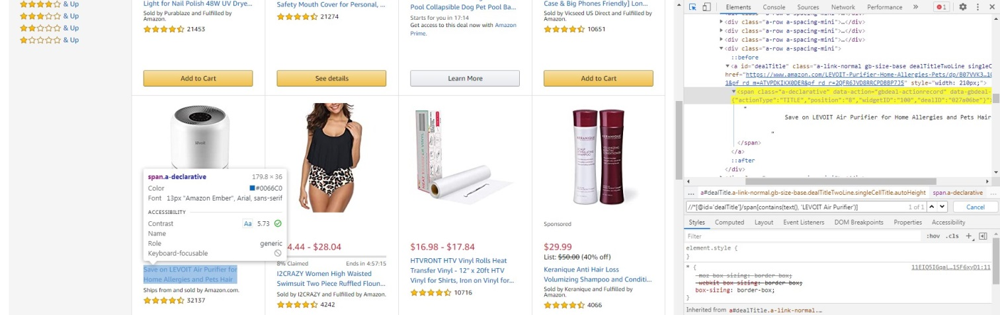 & Up
& Up
& Up
& Up
Light for Nail Polish 48W UV Drye...
Sold by Purablaze and Fulfilled by
Amazon.
21453
Add to Cart
Safety Mouth Cover for Personal, ...
21274
See details
Pool Collapsible Dog Pet Pool Ba...
Starts for you in 17:14
Get access to this deal now with Amazon
Prime.
Learn More
Case & Big Phones Friendly] Lon...
Sold by Vicseed US Direct and Fulfilled by
Amazon.
10651
Add to Cart
levoit
span.a-declarative 179.8 × 36
Color #0066C0
Font 13px "Amazon Ember", Arial, sans-serif
ACCESSIBILITY
Contrast Aa 5.73
Name
Role generic
Keyboard-focusable
Save on LEVOIT Air Purifier for
Home Allergies and Pets Hair
Ships from and sold by Amazon.com.
32137
4.44 - $28.04
8% Claimed Ends in 4:57:15
I2CRAZY Women High Waisted
Swimsuit Two Piece Ruffled Floun...
Sold by I2CRAZY and Fulfilled by Amazon.
4242
$16.98 - $17.84
HTVRONT HTV Vinyl Rolls Heat
Transfer Vinyl - 12" x 20ft HTV
Vinyl for Shirts, Iron on Vinyl for...
10716
KERANIQUE
KERANIQUE
Sponsored
$29.99
List: $50.00 (40% off)
Keranique Anti Hair Loss
Volumizing Shampoo and Conditi...
Sold by Keranique and Fulfilled by
Amazon.
4066
Elements Console Sources Network Performance » 1
<div class="a-row a-spacing-mini">…</div>
<div class="a-row a-spacing-mini">…</div>
<div class="a-row a-spacing-mini">…</div>
<div class="a-row a-spacing-mini">
::before
<a id="dealTitle" class="a-link-normal gb-size-base dealTitleTwoLine singleC
href="https://www.amazon.com/LEVOIT-Purifier-Home-Allergies-Pets/dp/B07VVK3…1
1&pf_rd_m=ATVPDKIKX0DER&pf_rd_r=2QFR6JVD8RRCPDBBP7J5" style="width: 210px;">
<span class="a-declarative" data-action="gbdeal-actionrecord" data-gbdeal-
{"actionType":"TITLE","position":"8","widgetID":"100","dealID":"027a06be"}">
"
Save on LEVOIT Air Purifier for Home Allergies and Pets Hair
"
</span>
</a>
::after
</div>
... a#dealTitle.a-link-normal.gb-size-base.dealTitleTwoLine.singleCellTitle.autoHeight span.a-declarative
//*[@id='dealTitle']/span[contains(text(), 'LEVOIT Air Purifier')] 1 of 1 Cancel
Styles Computed Layout Event Listeners DOM Breakpoints Properties Accessibility
Filter :hov .cls +
element.style {
}
* { 11EIQ5IGqaL…1SF6xyD1:11
-moz-box-sizing: border-box;
-webkit-box-sizing: border-box;
box-sizing: border-box;
}
Inherited from a#dealTitle.a-link-normal.…